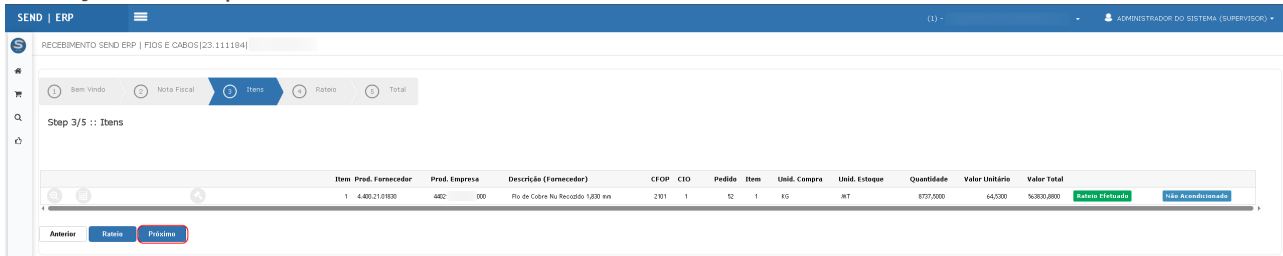 SEND | ERP
(1) -
ADMINISTRADOR DO SISTEMA (SUPERVISOR)
RECEBIMENTO SEND ERP | FIOS E CABOS|23.111184|
1 Bem Vindo 2 Nota Fiscal 3 Itens 4 Rateio 5 Total
Step 3/5 :: Itens
Item Prod. Fornecedor Prod. Empresa Descrição (Fornecedor) CFOP CIO Pedido Item Unid. Compra Unid. Estoque Quantidade Valor Unitário Valor Total
1 4.400.21.01830 4402 000 Fio de Cobre Nu Recozido 1,830 mm 2101 1 52 1 KG MT 8737,5000 64,5300 563830,8800 Rateio Efetuado Não Acondicionado
Anterior Rateio Próximo